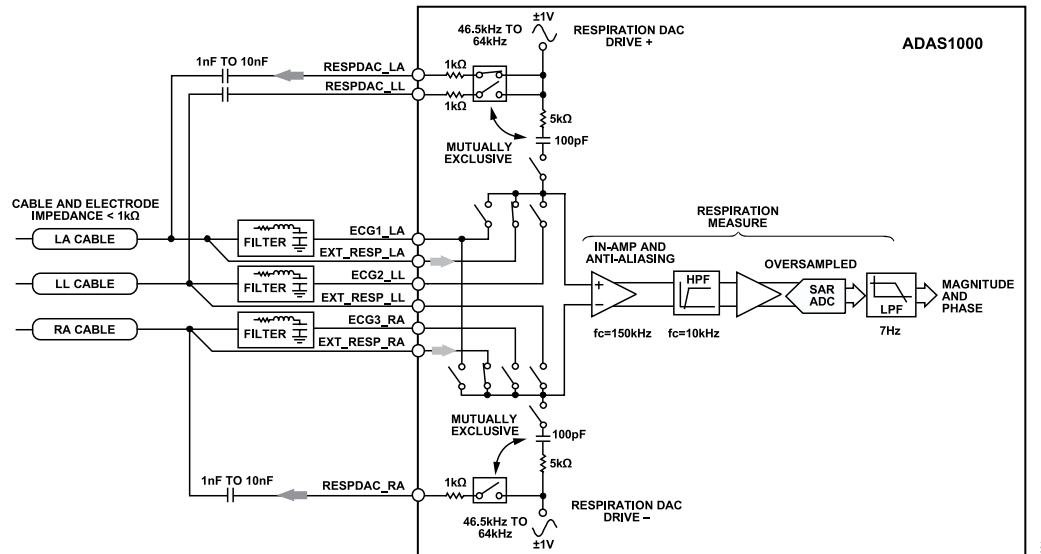 ±1V
46.5kHz TO
64kHz
RESPIRATION DAC
DRIVE +
ADAS1000
1nF TO 10nF
RESPDAC_LA
1kΩ
RESPDAC_LL
1kΩ
5kΩ
100pF
MUTUALLY
EXCLUSIVE
CABLE AND ELECTRODE
IMPEDANCE < 1kΩ
LA CABLE
FILTER
ECG1_LA
EXT_RESP_LA
LL CABLE
FILTER
ECG2_LL
EXT_RESP_LL
RA CABLE
FILTER
ECG3_RA
EXT_RESP_RA
RESPIRATION
MEASURE
IN-AMP AND
ANTI-ALIASING
+
–
fc=150kHz
HPF
fc=10kHz
OVERSAMPLED
SAR
ADC
LPF
7Hz
MAGNITUDE
AND
PHASE
MUTUALLY
EXCLUSIVE
100pF
5kΩ
1nF TO 10nF
RESPDAC_RA
1kΩ
46.5kHz TO
64kHz
±1V
RESPIRATION DAC
DRIVE –